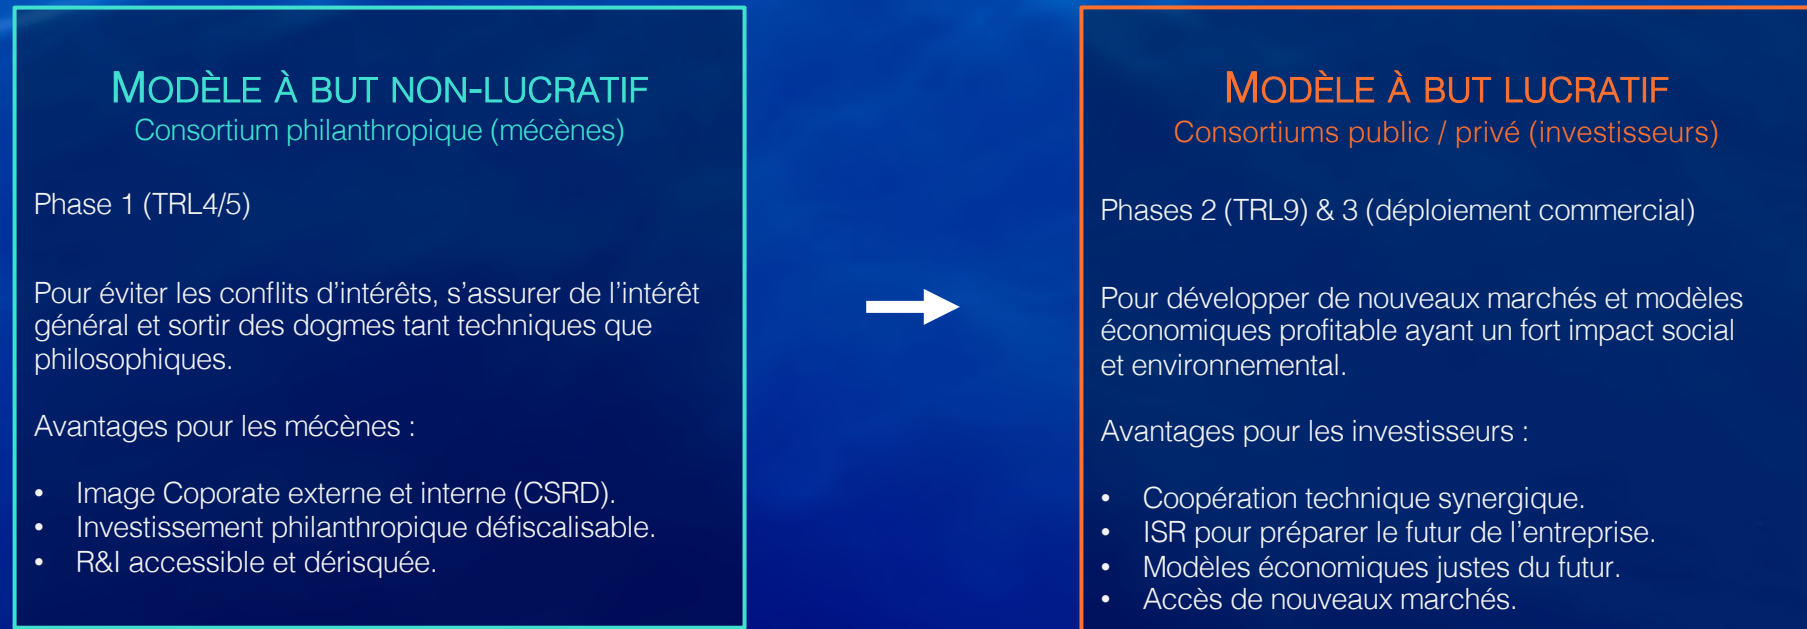 MODÈLE À BUT NON-LUCRATIF
Consortium philanthropique (mécènes)
Phase 1 (TRL4/5)
Pour éviter les conflits d’intérêts, s’assurer de l’intérêt
général et sortir des dogmes tant techniques que
philosophiques.
Avantages pour les mécènes :
• Image Coporate externe et interne (CSRD).
• Investissement philanthropique défiscalisable.
• R&I accessible et dérisquée.
MODÈLE À BUT LUCRATIF
Consortiums public / privé (investisseurs)
Phases 2 (TRL9) & 3 (déploiement commercial)
Pour développer de nouveaux marchés et modèles
économiques profitable ayant un fort impact social
et environnemental.
Avantages pour les investisseurs :
• Coopération technique synergique.
• ISR pour préparer le futur de l’entreprise.
• Modèles économiques justes du futur.
• Accès de nouveaux marchés.